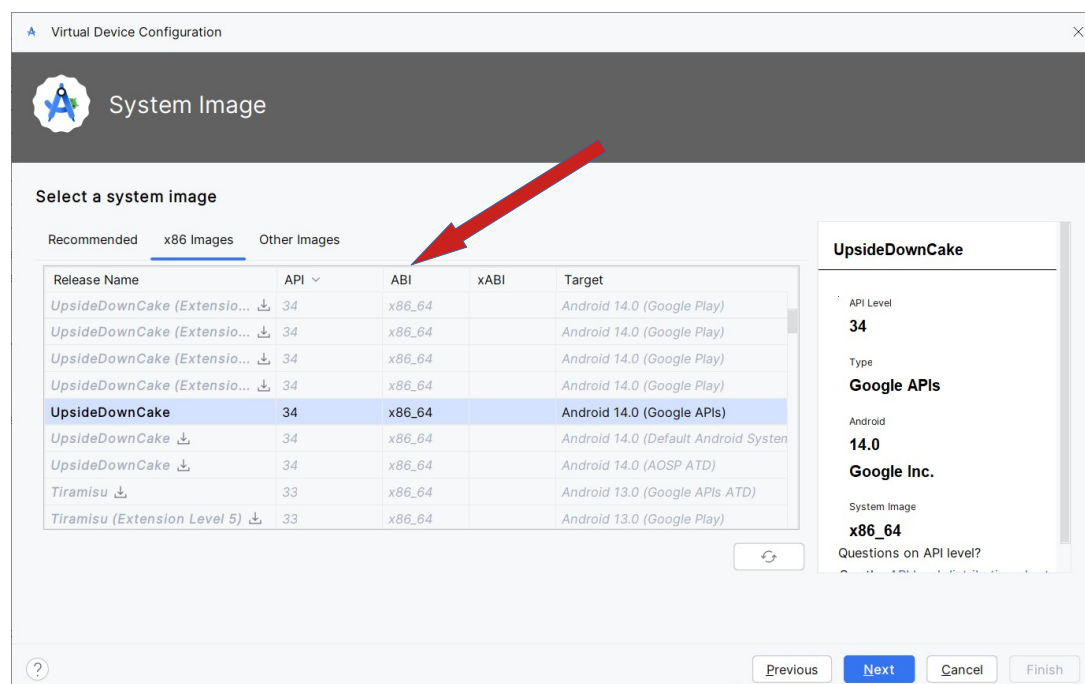 Virtual Device Configuration
System Image
Select a system image
Recommended x86 Images Other Images
Release Name API ABI xABI Target
UpsideDownCake (Extensio... 34 x86_64 Android 14.0 (Google Play)
UpsideDownCake (Extensio... 34 x86_64 Android 14.0 (Google Play)
UpsideDownCake (Extensio... 34 x86_64 Android 14.0 (Google Play)
UpsideDownCake (Extensio... 34 x86_64 Android 14.0 (Google Play)
UpsideDownCake 34 x86_64 Android 14.0 (Google APIs)
UpsideDownCake 34 x86_64 Android 14.0 (Default Android System
UpsideDownCake 34 x86_64 Android 14.0 (AOSP ATD)
Tiramisu 33 x86_64 Android 13.0 (Google APIs ATD)
Tiramisu (Extension Level 5) 33 x86_64 Android 13.0 (Google Play)
UpsideDownCake
API Level
34
Type
Google APIs
Android
14.0
Google Inc.
System Image
x86_64
Questions on API level?
? Previous Next Cancel Finish